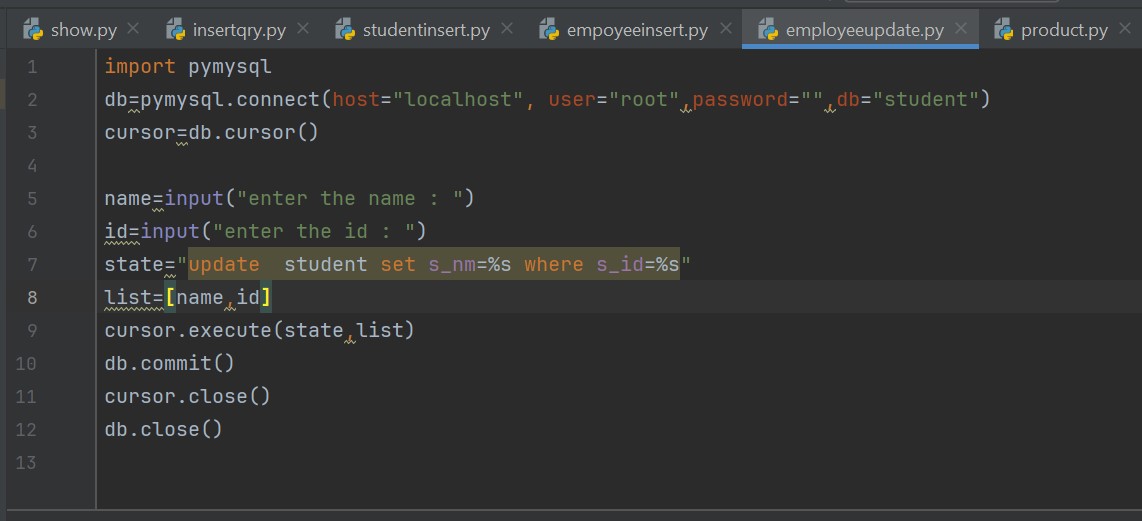 show.py insertqry.py studentinsert.py empoyeeinsert.py employeeupdate.py product.py
1 import pymysql
2 db=pymysql.connect(host="localhost", user="root",password="",db="student")
3 cursor=db.cursor()
4
5 name=input("enter the name : ")
6 id=input("enter the id : ")
7 state="update  student set s_nm=%s where s_id=%s"
8 list=[name,id]
9 cursor.execute(state,list)
10 db.commit()
11 cursor.close()
12 db.close()
13